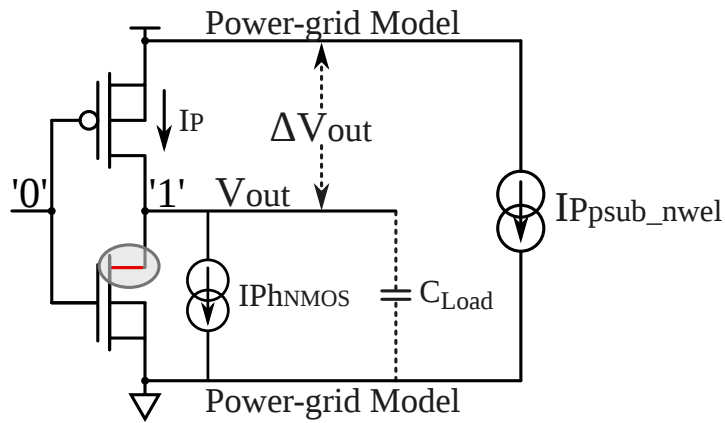 Power-grid Model
IP
ΔVout
'0'
'1'
Vout
IPpsub_nwel
IPhNMOS
CLoad
Power-grid Model